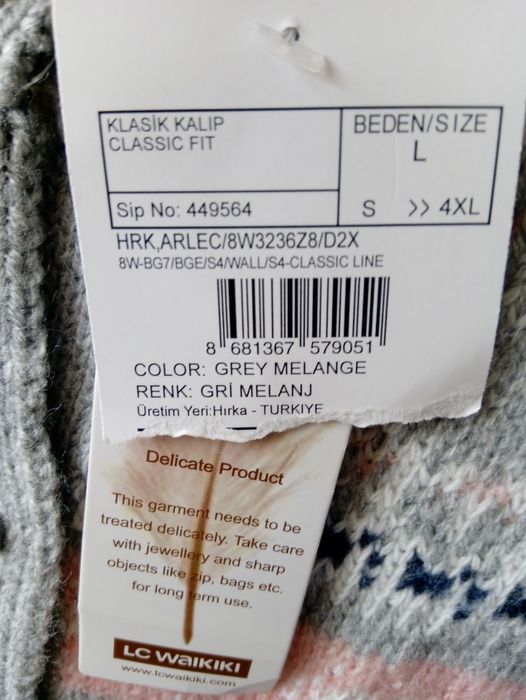 KLASİK KALIP
CLASSIC FIT
BEDEN/SIZE
L
Sip No: 449564
S >> 4XL
HRK,ARLEC/8W3236Z8/D2X
8W-BG7/BGE/S4/WALL/S4-CLASSIC LINE
8 681367 579051
COLOR: GREY MELANGE
RENK: GRİ MELANJ
Üretim Yeri:Hırka - TURKIYE
Delicate Product
This garment needs to be
treated delicately. Take care
with jewellery and sharp
objects like zip, bags etc.
for long term use.
LC WAIKIKI
www.lcwaikiki.com